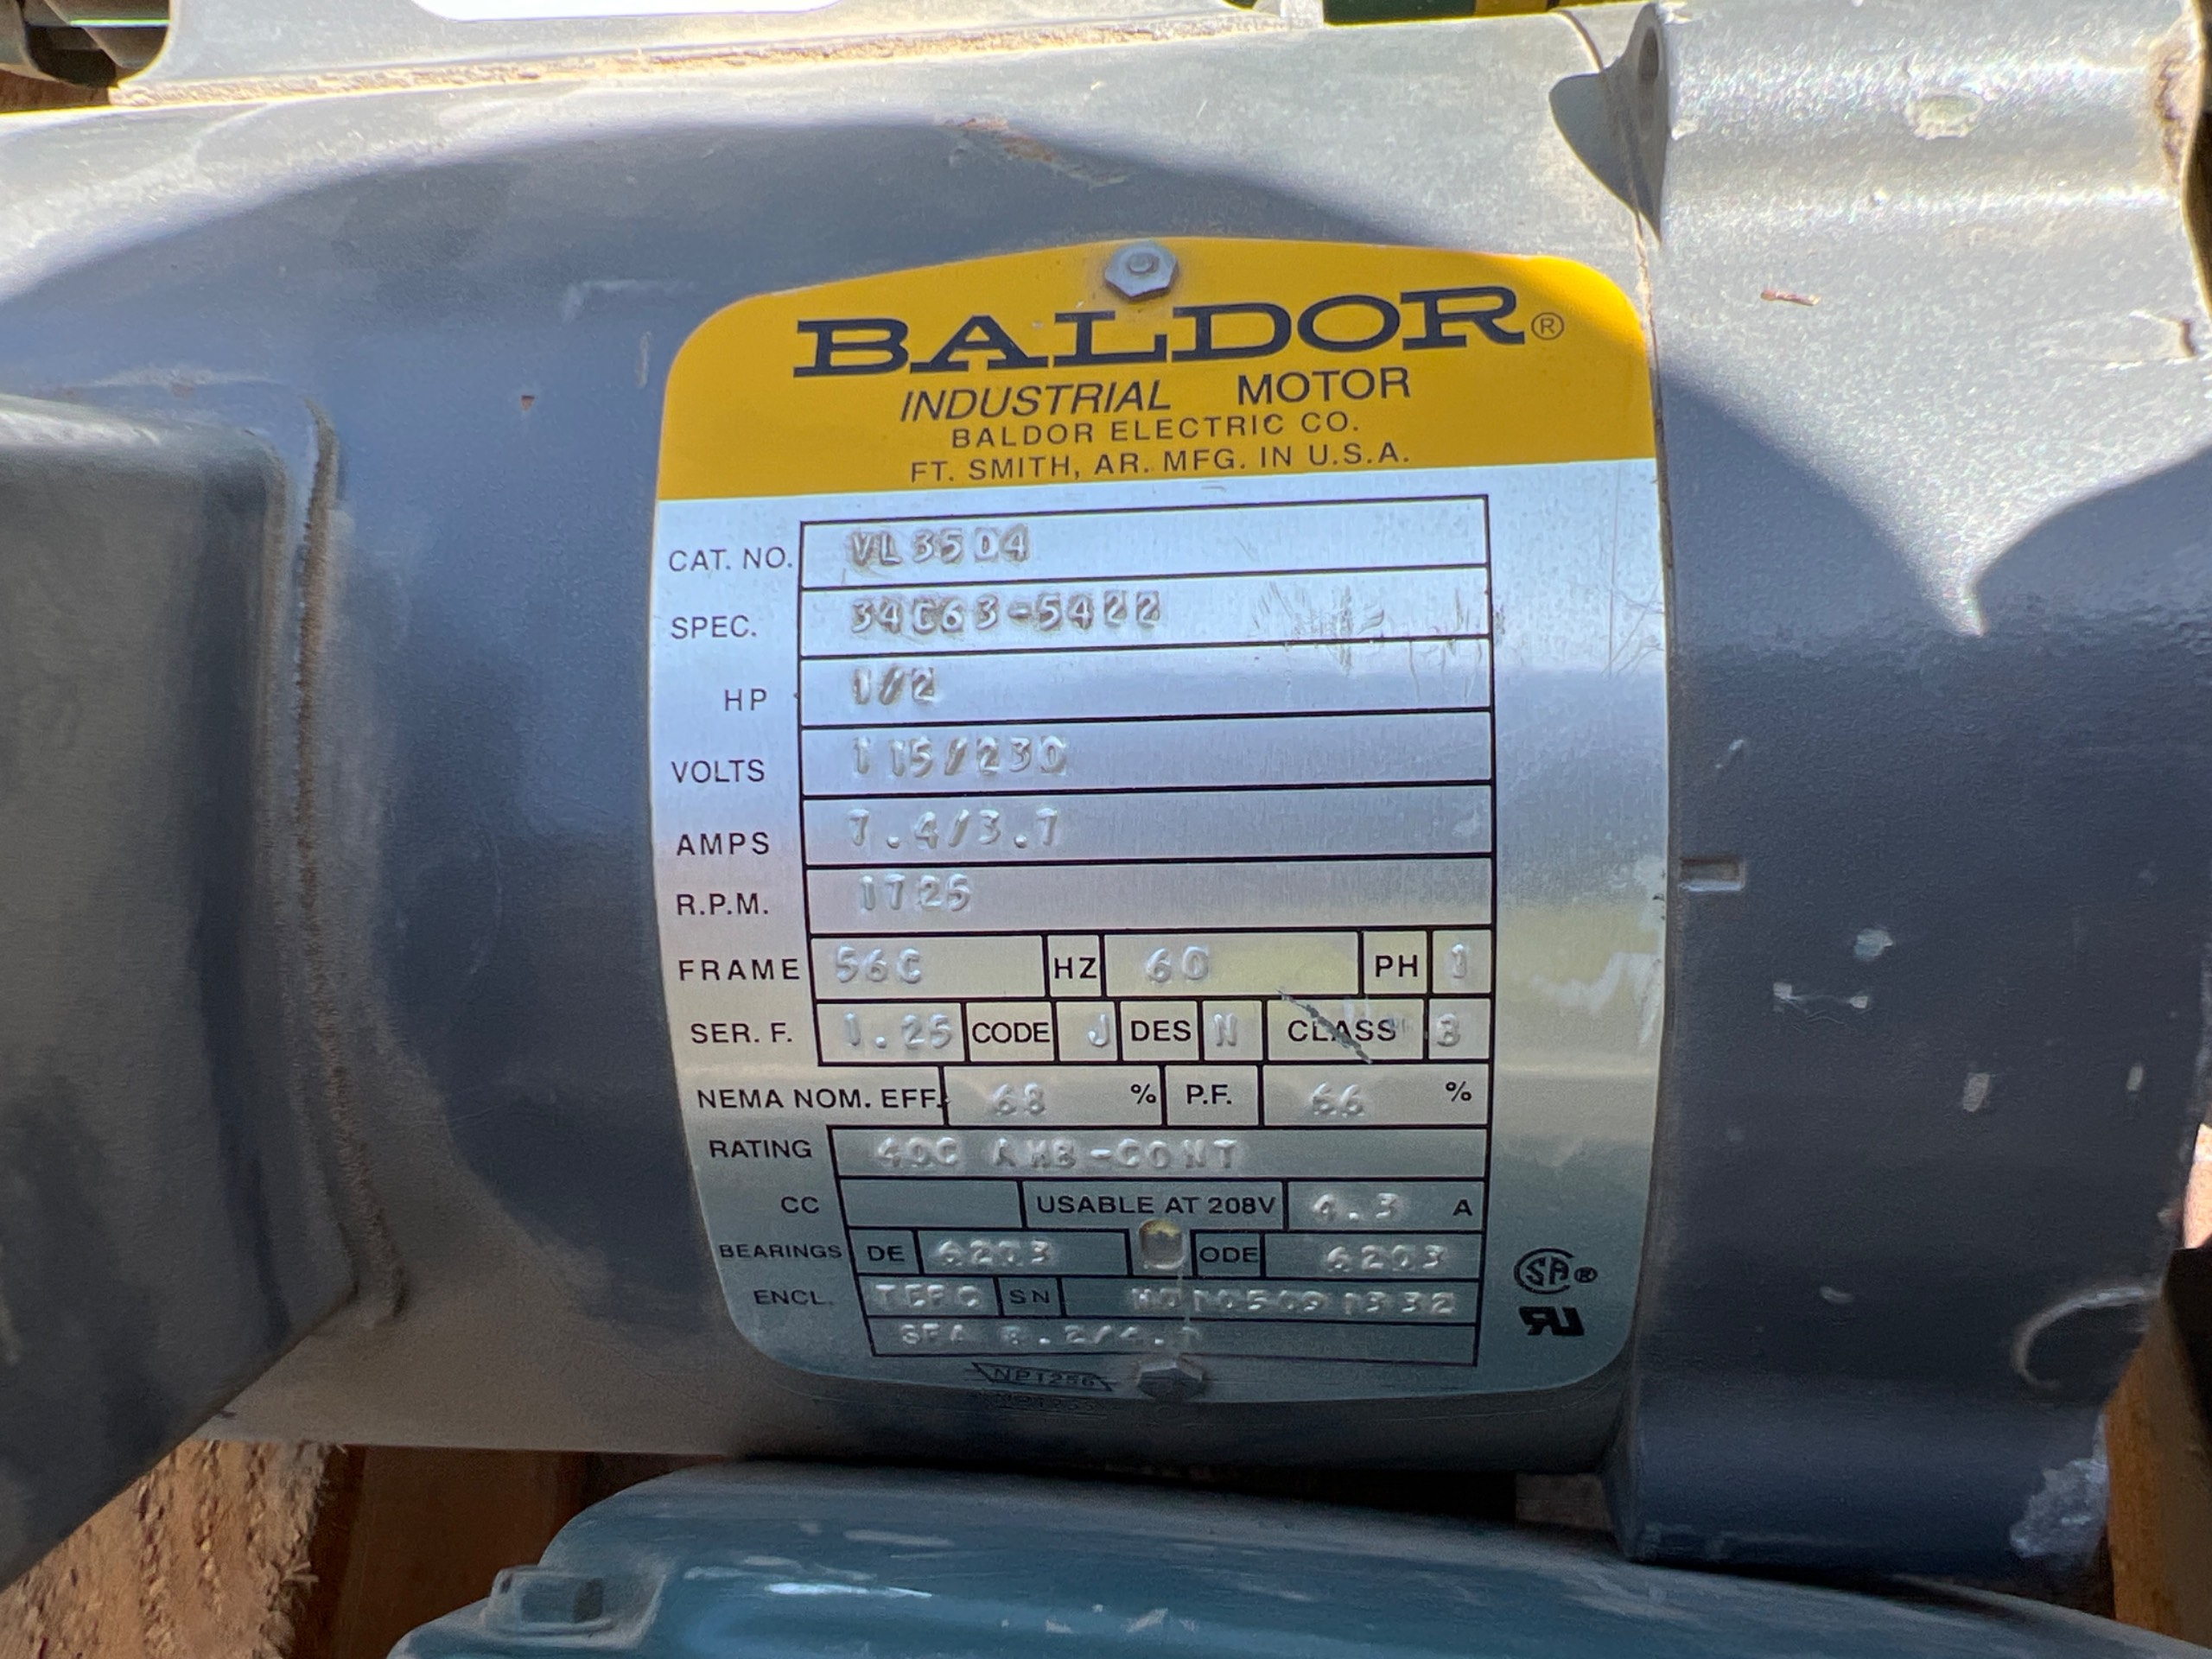 BALDOR®
INDUSTRIAL MOTOR
BALDOR ELECTRIC CO.
FT. SMITH, AR. MFG. IN U.S.A.
CAT. NO. VL3504
SPEC. 34C63-5422
HP 1/2
VOLTS 115/230
AMPS 7.4/3.7
R.P.M. 1725
FRAME 56C HZ 60 PH 1
SER. F. 1.25 CODE J DES N CLASS B
NEMA NOM. EFF. 68 % P.F. 66 %
RATING 40C AMB-CONT
CC USABLE AT 208V 4.3 A
BEARINGS DE 6203 ODE 6203
ENCL. TEFC SN
SFA
NP1256